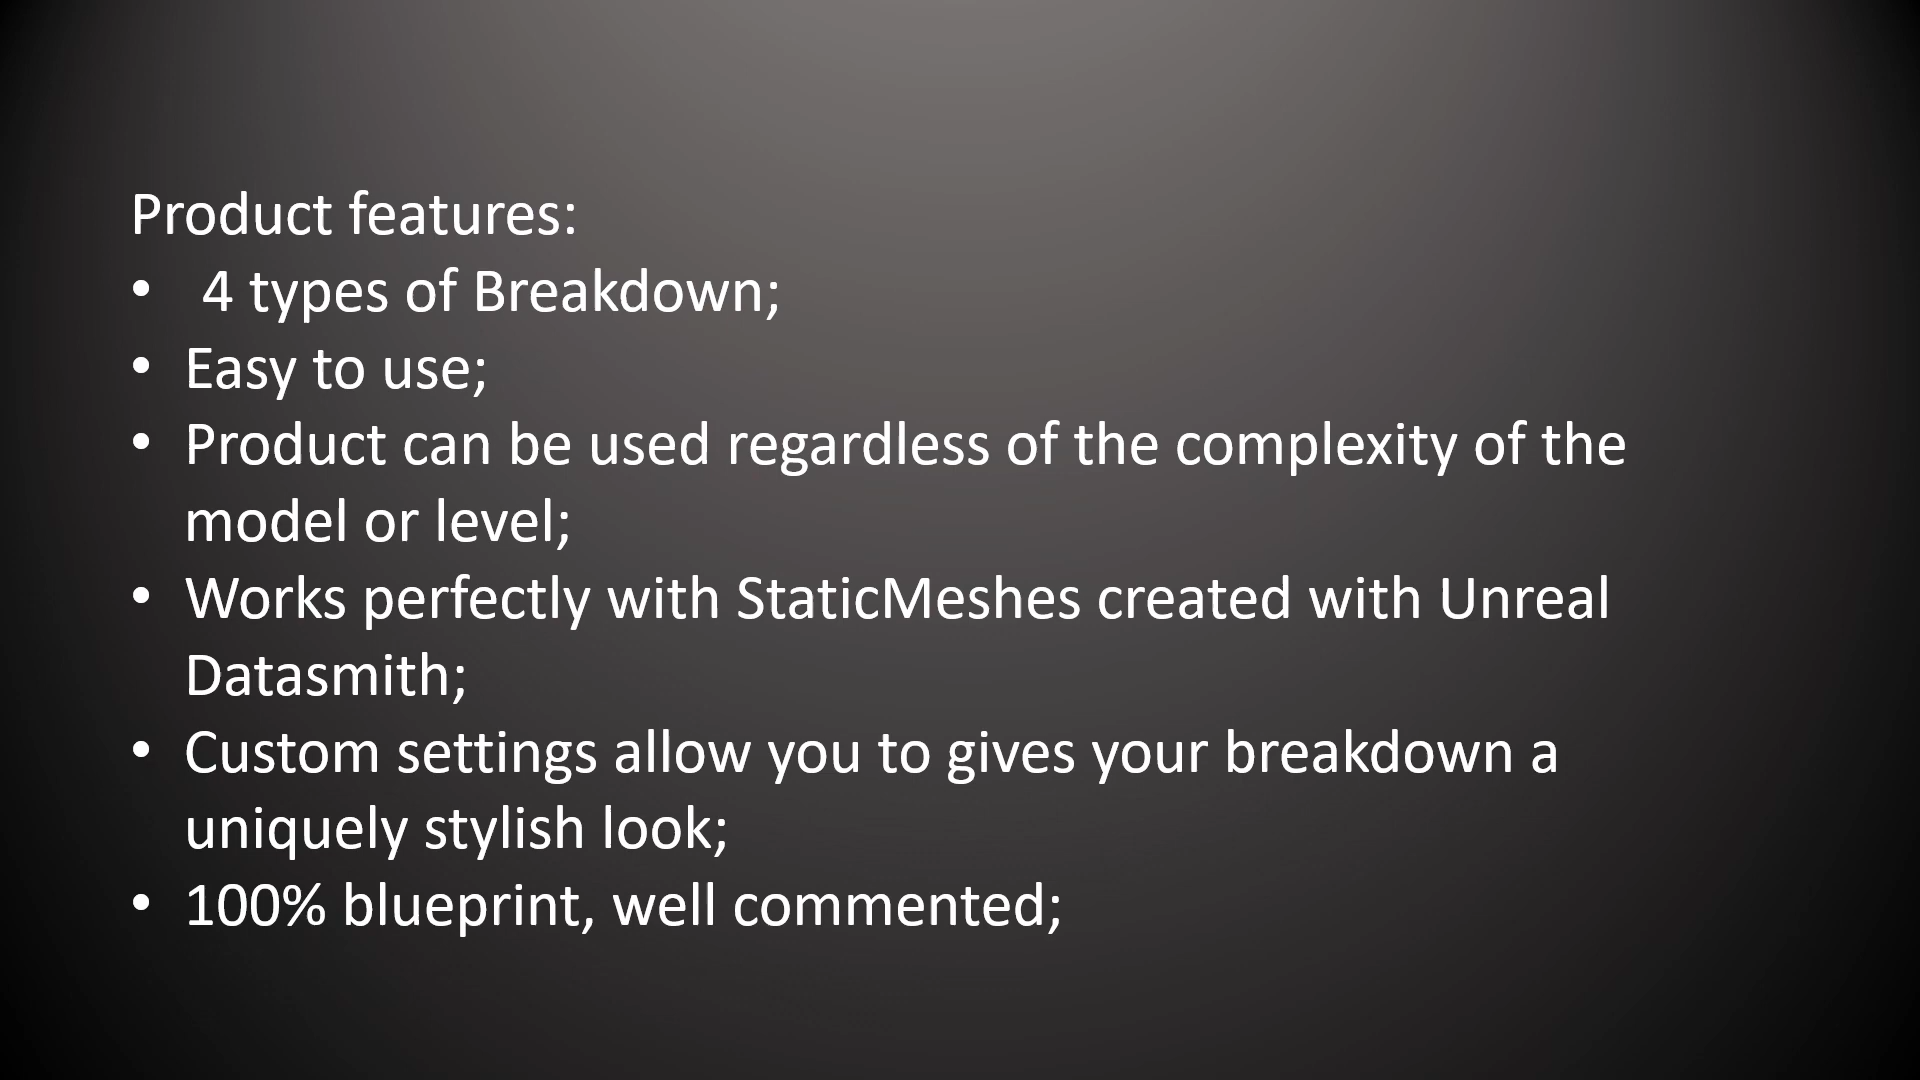 Product features:
• 4 types of Breakdown;
• Easy to use;
• Product can be used regardless of the complexity of the
model or level;
• Works perfectly with StaticMeshes created with Unreal
Datasmith;
• Custom settings allow you to gives your breakdown a
uniquely stylish look;
• 100% blueprint, well commented;